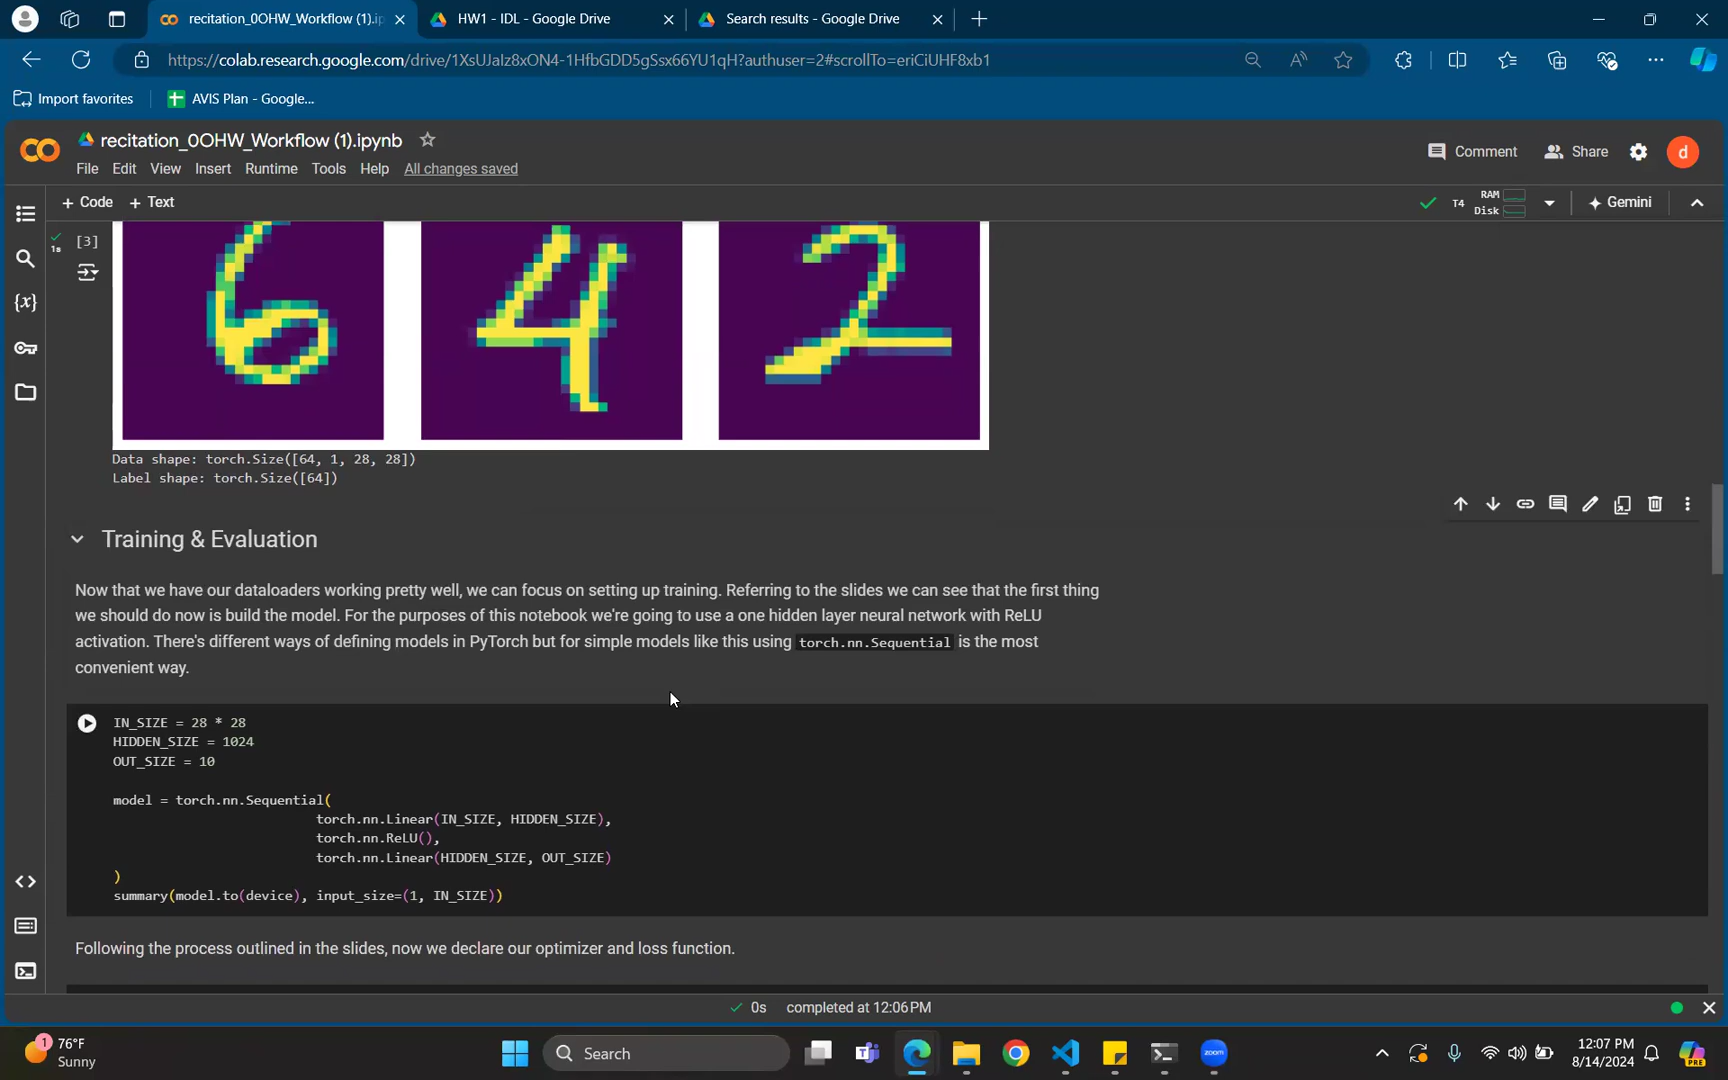 recitation_0OHW_Workflow (1).ip
HW1 - IDL - Google Drive
Search results - Google Drive
https://colab.research.google.com/drive/1XsUJaIz8xON4-1HfbGDD5gSsx66YU1qH?authuser=2#scrollTo=eriCiUHF8xb1
Import favorites
AVIS Plan - Google...
CO
recitation_0OHW_Workflow (1).ipynb
Comment
Share
d
File Edit View Insert Runtime Tools Help All changes saved
+ Code + Text
T4
RAM
Disk
Gemini
1s
[3]
6 4 2
Data shape: torch.Size([64, 1, 28, 28])
Label shape: torch.Size([64])
Training & Evaluation
Now that we have our dataloaders working pretty well, we can focus on setting up training. Referring to the slides we can see that the first thing
we should do now is build the model. For the purposes of this notebook we're going to use a one hidden layer neural network with ReLU
activation. There's different ways of defining models in PyTorch but for simple models like this using torch.nn.Sequential is the most
convenient way.
IN_SIZE = 28 * 28
HIDDEN_SIZE = 1024
OUT_SIZE = 10
model = torch.nn.Sequential(
torch.nn.Linear(IN_SIZE, HIDDEN_SIZE),
torch.nn.ReLU(),
torch.nn.Linear(HIDDEN_SIZE, OUT_SIZE)
)
summary(model.to(device), input_size=(1, IN_SIZE))
Following the process outlined in the slides, now we declare our optimizer and loss function.
0s completed at 12:06 PM
1
76°F
Sunny
Search
zoom
12:07 PM
8/14/2024
PRE